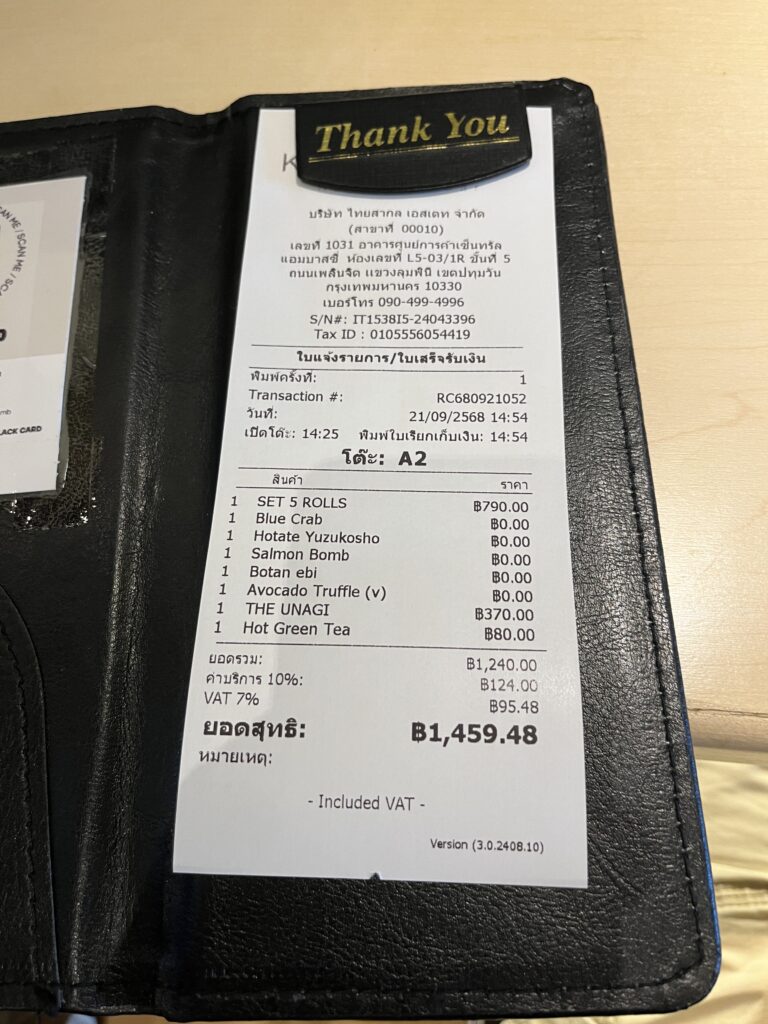 SCAN ME / SCAN ME / SCA
LACK CARD
Thank You
K
บริษัท ไทยสากล เอสเตท จำกัด
(สาขาที่ 00010)
เลขที่ 1031 อาคารศูนย์การค้าเซ็นทรัล
แอมบาสซี ห้องเลขที่ L5-03/1R ชั้นที่ 5
ถนนเพลินจิต แขวงลุมพินี เขตปทุมวัน
กรุงเทพมหานคร 10330
เบอร์โทร 090-499-4996
S/N#: IT1538I5-24043396
Tax ID : 0105556054419
ใบแจ้งรายการ/ใบเสร็จรับเงิน
พิมพ์ครั้งที่: 1
Transaction #: RC680921052
วันที่: 21/09/2568 14:54
เปิดโต๊ะ: 14:25 พิมพ์ใบเรียกเก็บเงิน: 14:54
โต๊ะ: A2
สินค้า ราคา
1 SET 5 ROLLS ฿790.00
1 Blue Crab ฿0.00
1 Hotate Yuzukosho ฿0.00
1 Salmon Bomb ฿0.00
1 Botan ebi ฿0.00
1 Avocado Truffle (v) ฿0.00
1 THE UNAGI ฿370.00
1 Hot Green Tea ฿80.00
ยอดรวม: ฿1,240.00
ค่าบริการ 10%: ฿124.00
VAT 7% ฿95.48
ยอดสุทธิ: ฿1,459.48
หมายเหตุ:
- Included VAT -
Version (3.0.2408.10)